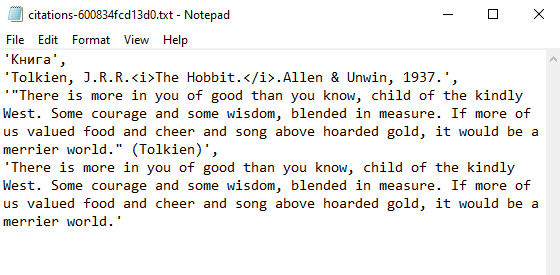 citations-600834fcd13d0.txt - Notepad
File Edit Format View Help
'Книга',
'Tolkien, J.R.R.<i>The Hobbit.</i>.Allen & Unwin, 1937.',
'"There is more in you of good than you know, child of the kindly
West. Some courage and some wisdom, blended in measure. If more of
us valued food and cheer and song above hoarded gold, it would be a
merrier world." (Tolkien)',
'There is more in you of good than you know, child of the kindly
West. Some courage and some wisdom, blended in measure. If more of
us valued food and cheer and song above hoarded gold, it would be a
merrier world.'